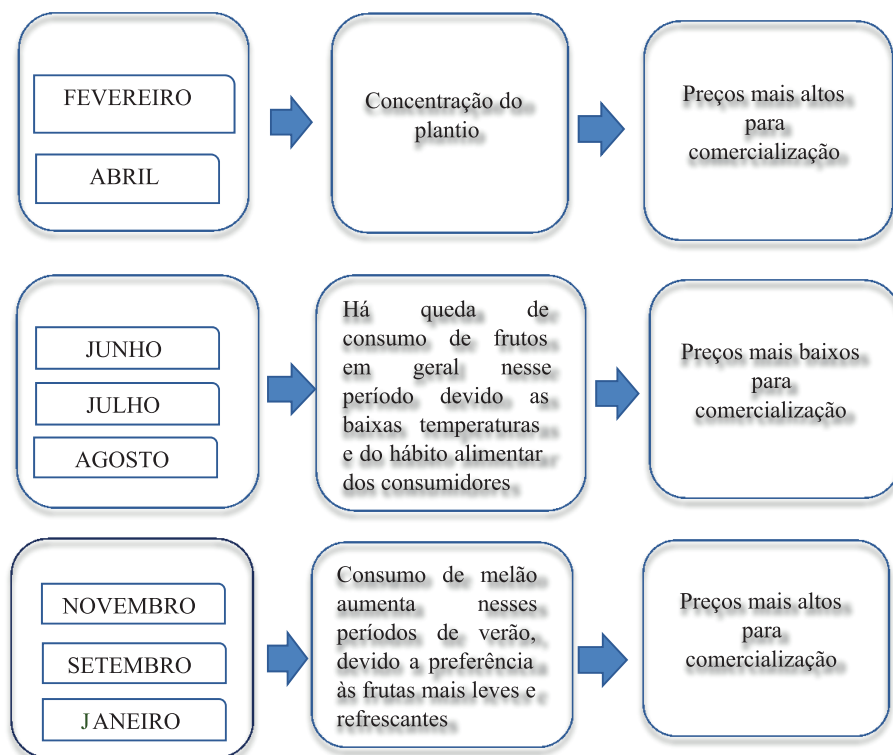 FEVEREIRO
ABRIL
Concentração do
plantio
Preços mais altos
para
comercialização
JUNHO
JULHO
AGOSTO
Há queda de
consumo de frutos
em geral nesse
período devido as
baixas temperaturas
e do hábito alimentar
dos consumidores
Preços mais baixos
para
comercialização
NOVEMBRO
SETEMBRO
JANEIRO
Consumo de melão
aumenta nesses
períodos de verão,
devido a preferência
às frutas mais leves e
refrescantes
Preços mais altos
para
comercialização